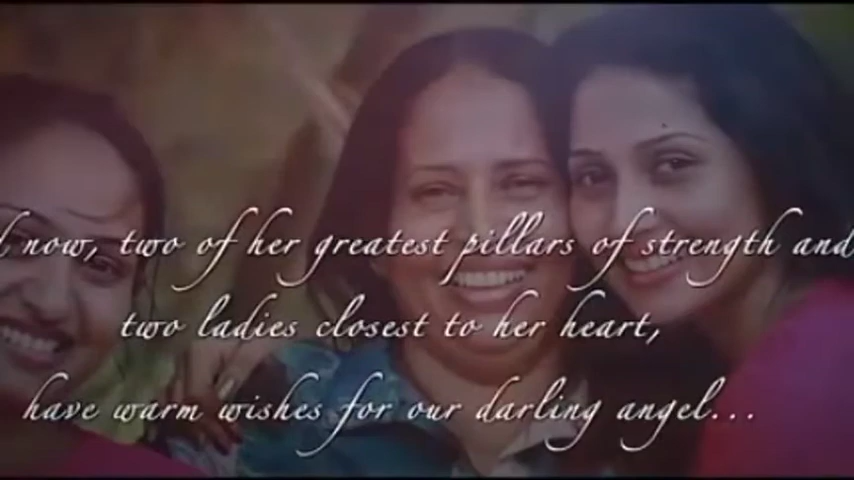 now, two of her greatest pillars of strength and
two ladies closest to her heart,
have warm wishes for our darling angel...